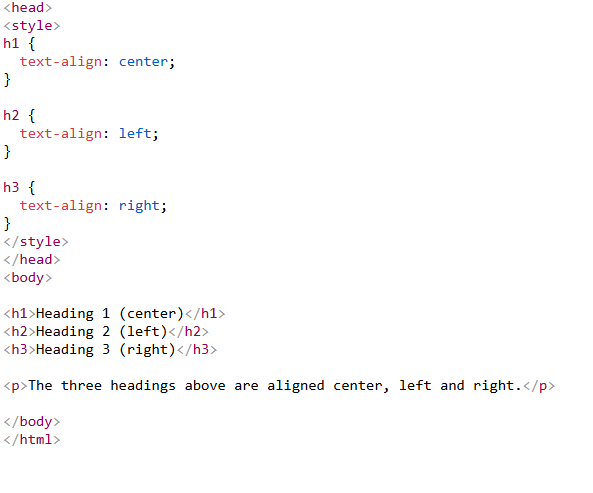 <head>
<style>
h1 {
  text-align: center;
}

h2 {
  text-align: left;
}

h3 {
  text-align: right;
}
</style>
</head>
<body>

<h1>Heading 1 (center)</h1>
<h2>Heading 2 (left)</h2>
<h3>Heading 3 (right)</h3>

<p>The three headings above are aligned center, left and right.</p>

</body>
</html>